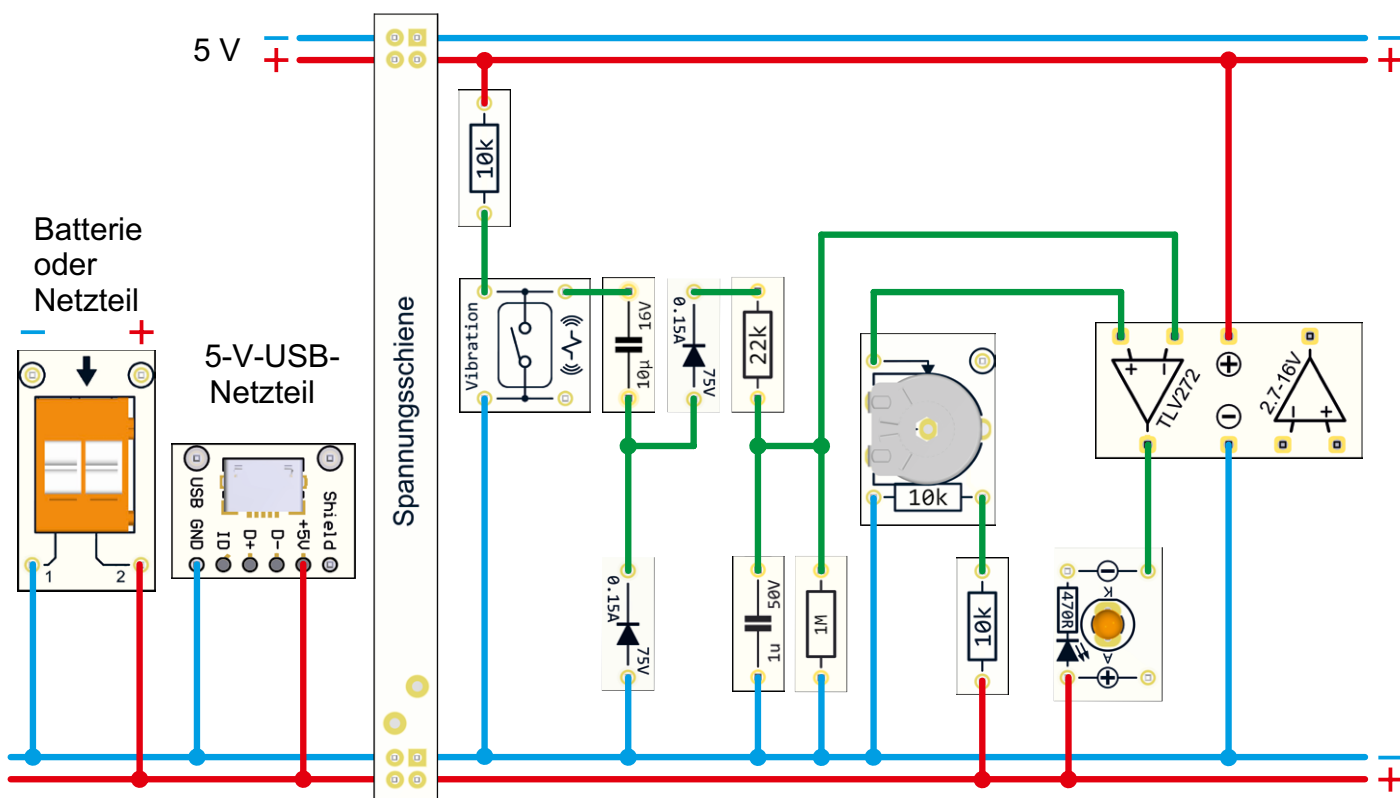 5 V
−
+
−
+
10k
Batterie
oder
Netzteil
−
+
1
2
5-V-USB-
Netzteil
USB GND
ID
D+
D-
+5V
Shield
Spannungsschiene
Vibration
16V
10µ
0.15A
75V
22k
0.15A
75V
50V
1u
1M
10k
10k
470R
K
A
−
+
+
−
TLV272
+
−
2.7-16V
−
+
−
+